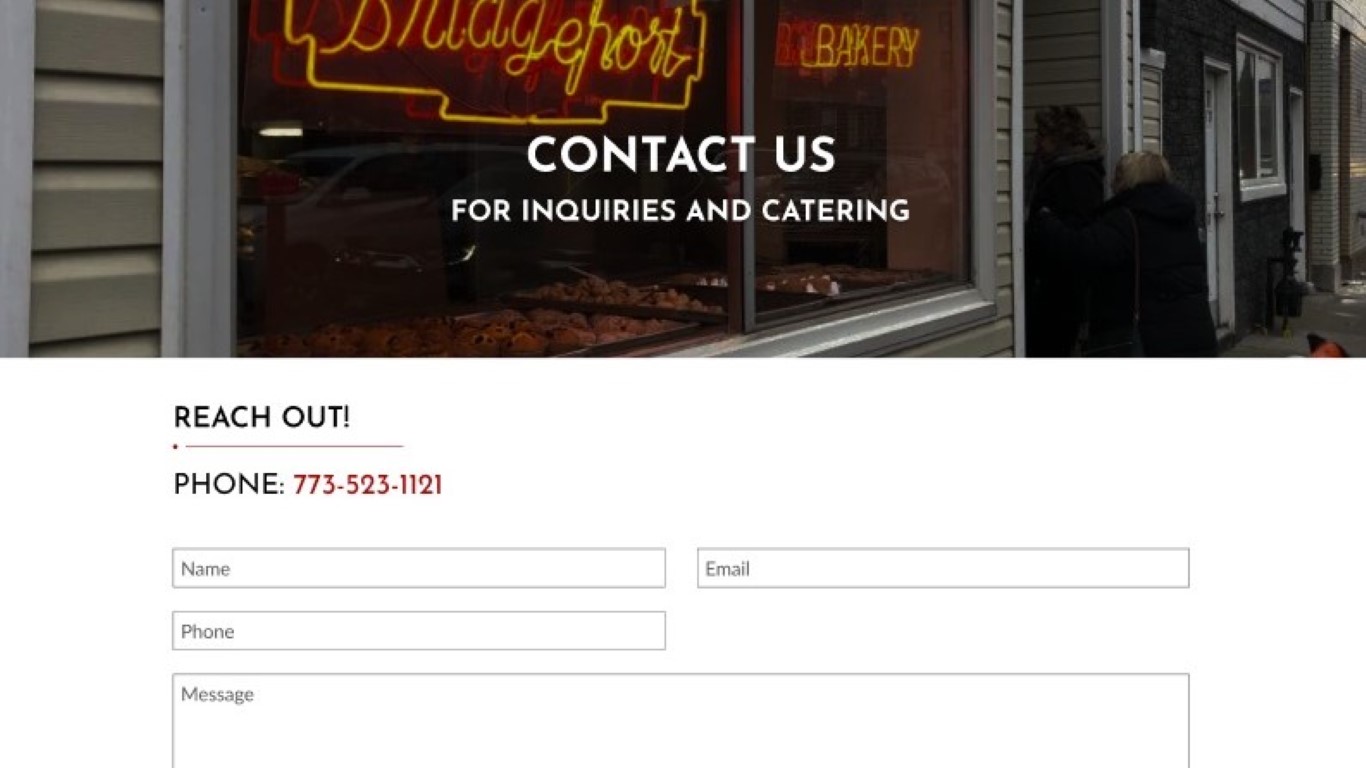 Bridgeport
BAKERY
CONTACT US
FOR INQUIRIES AND CATERING
REACH OUT!
PHONE: 773-523-1121
Name
Email
Phone
Message